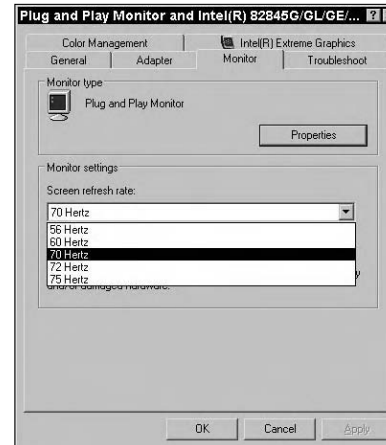 Plug and Play Monitor and Intel(R) 82845G/GL/GE/... ?
Color Management Intel(R) Extreme Graphics
General Adapter Monitor Troubleshoot
Monitor type
Plug and Play Monitor
Properties
Monitor settings
Screen refresh rate:
70 Hertz
56 Hertz
60 Hertz
70 Hertz
72 Hertz
75 Hertz
y
and/or damaged hardware.
OK Cancel Apply